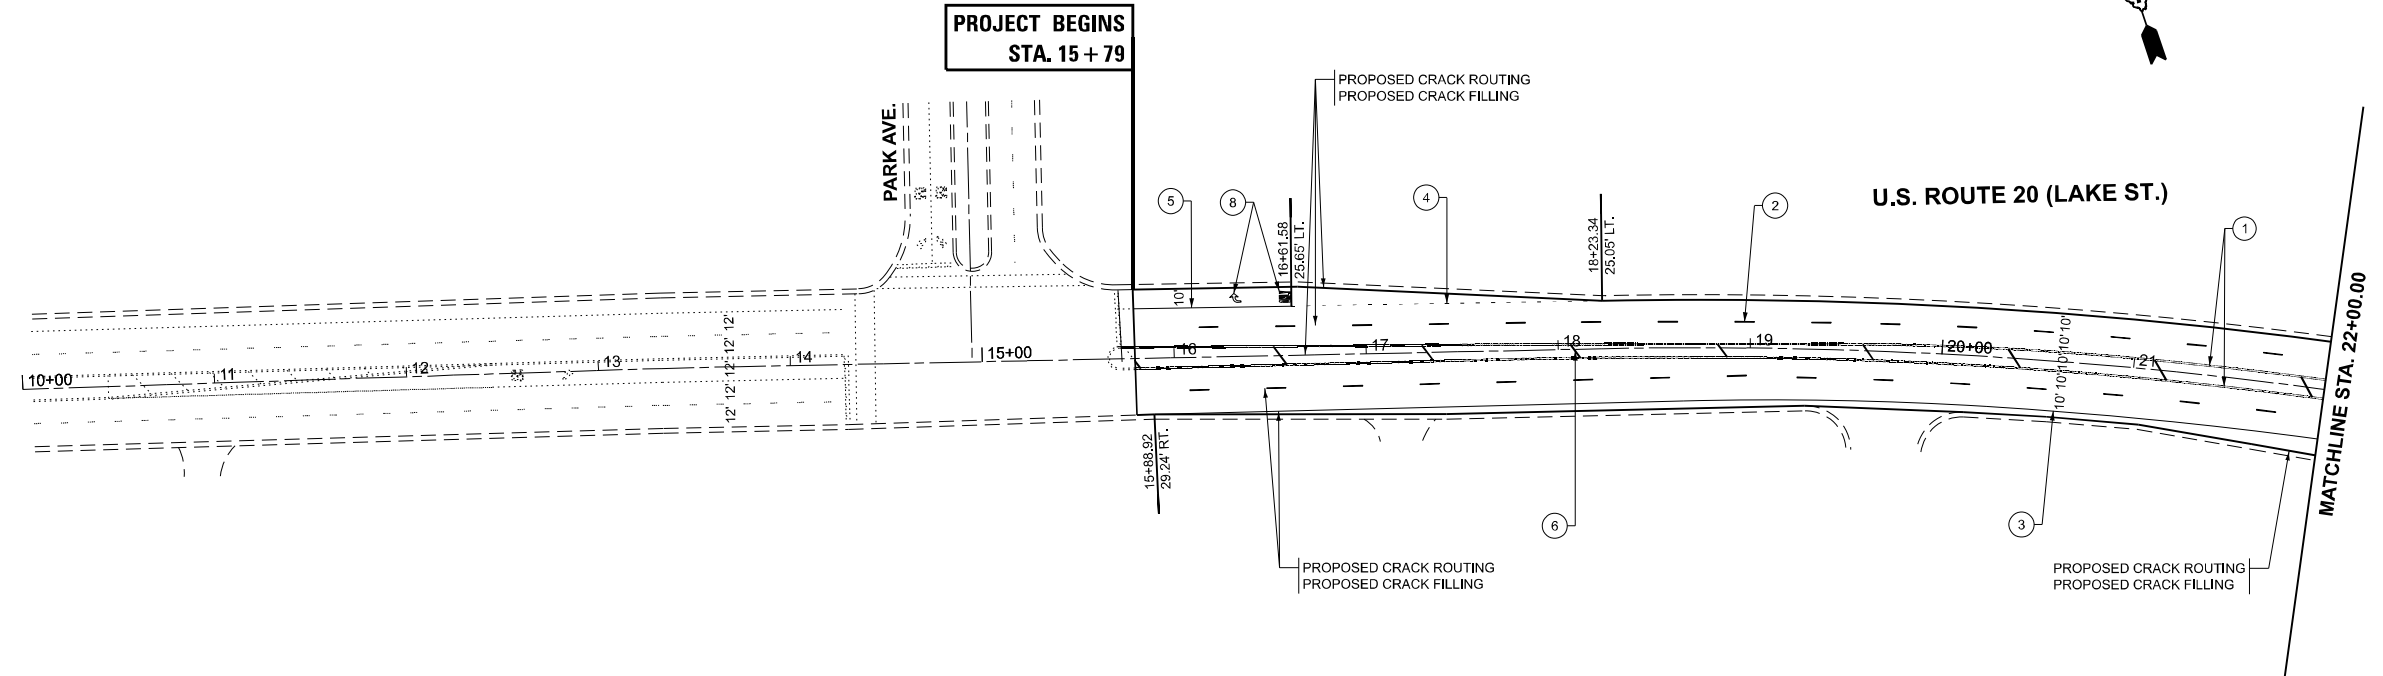 PROJECT BEGINS
STA. 15+79
PROPOSED CRACK ROUTING
PROPOSED CRACK FILLING
PARK AVE.
U.S. ROUTE 20 (LAKE ST.)
5
8
4
2
1
16+61.58
25.65' LT.
18+23.34
25.05' LT.
10'
12'
12'
12'
12'
10+00
11
12
13
14
15+00
16
17
18
19
20+00
21
10'
10'
10'
10'
10'
MATCHLINE STA. 22+00.00
15+88.92
29.24' RT.
6
3
PROPOSED CRACK ROUTING
PROPOSED CRACK FILLING
PROPOSED CRACK ROUTING
PROPOSED CRACK FILLING